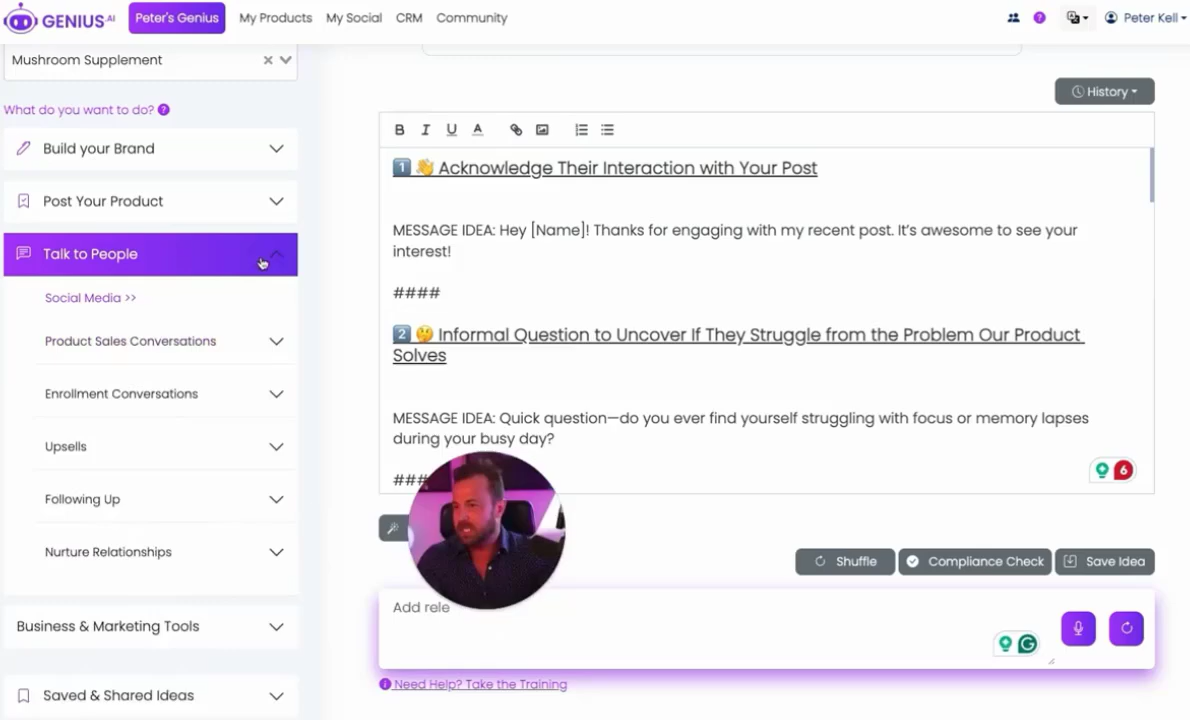 GENIUS.AI
Peter's Genius
My Products
My Social
CRM
Community
Peter Kell
Mushroom Supplement
What do you want to do?
Build your Brand
Post Your Product
Talk to People
Social Media >>
Product Sales Conversations
Enrollment Conversations
Upsells
Following Up
Nurture Relationships
Business & Marketing Tools
Saved & Shared Ideas
History
B I U A
1️⃣ 👋 Acknowledge Their Interaction with Your Post
MESSAGE IDEA: Hey [Name]! Thanks for engaging with my recent post. It's awesome to see your
interest!
####
2️⃣ 🤔 Informal Question to Uncover If They Struggle from the Problem Our Product
Solves
MESSAGE IDEA: Quick question—do you ever find yourself struggling with focus or memory lapses
during your busy day?
###
6
Shuffle
Compliance Check
Save Idea
Add rele
Need Help? Take the Training